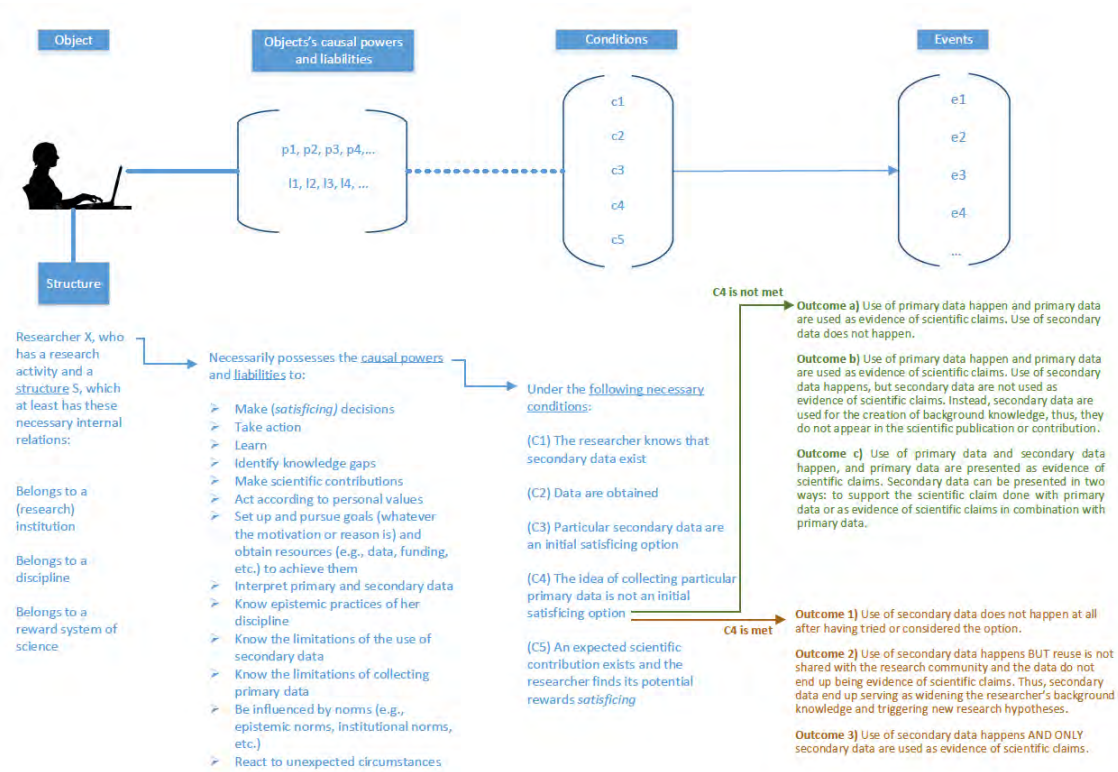 Object
Objects's causal powers
and liabilities
Conditions
Events
p1, p2, p3, p4,...
l1, l2, l3, l4, ...
c1
c2
c3
c4
c5
e1
e2
e3
e4
...
Structure
Researcher X, who
has a research
activity and a
structure S, which
at least has these
necessary internal
relations:
Belongs to a
(research)
institution
Belongs to a
discipline
Belongs to a
reward system of
science
Necessarily possesses the causal powers
and liabilities to:
➢ Make (satisficing) decisions
➢ Take action
➢ Learn
➢ Identify knowledge gaps
➢ Make scientific contributions
➢ Act according to personal values
➢ Set up and pursue goals (whatever
the motivation or reason is) and
obtain resources (e.g., data, funding,
etc.) to achieve them
➢ Interpret primary and secondary data
➢ Know epistemic practices of her
discipline
➢ Know the limitations of the use of
secondary data
➢ Know the limitations of collecting
primary data
➢ Be influenced by norms (e.g.,
epistemic norms, institutional norms,
etc.)
➢ React to unexpected circumstances
Under the following necessary
conditions:
(C1) The researcher knows that
secondary data exist
(C2) Data are obtained
(C3) Particular secondary data are
an initial satisficing option
(C4) The idea of collecting particular
primary data is not an initial
satisficing option
(C5) An expected scientific
contribution exists and the
researcher finds its potential
rewards satisficing
C4 is not met
Outcome a) Use of primary data happen and primary data
are used as evidence of scientific claims. Use of secondary
data does not happen.
Outcome b) Use of primary data happen and primary data
are used as evidence of scientific claims. Use of secondary
data happens, but secondary data are not used as
evidence of scientific claims. Instead, secondary data are
used for the creation of background knowledge, thus, they
do not appear in the scientific publication or contribution.
Outcome c) Use of primary data and secondary data
happen, and primary data are presented as evidence of
scientific claims. Secondary data can be presented in two
ways: to support the scientific claim done with primary
data or as evidence of scientific claims in combination with
primary data.
C4 is met
Outcome 1) Use of secondary data does not happen at all
after having tried or considered the option.
Outcome 2) Use of secondary data happens BUT reuse is not
shared with the research community and the data do not
end up being evidence of scientific claims. Thus, secondary
data end up serving as widening the researcher's background
knowledge and triggering new research hypotheses.
Outcome 3) Use of secondary data happens AND ONLY
secondary data are used as evidence of scientific claims.